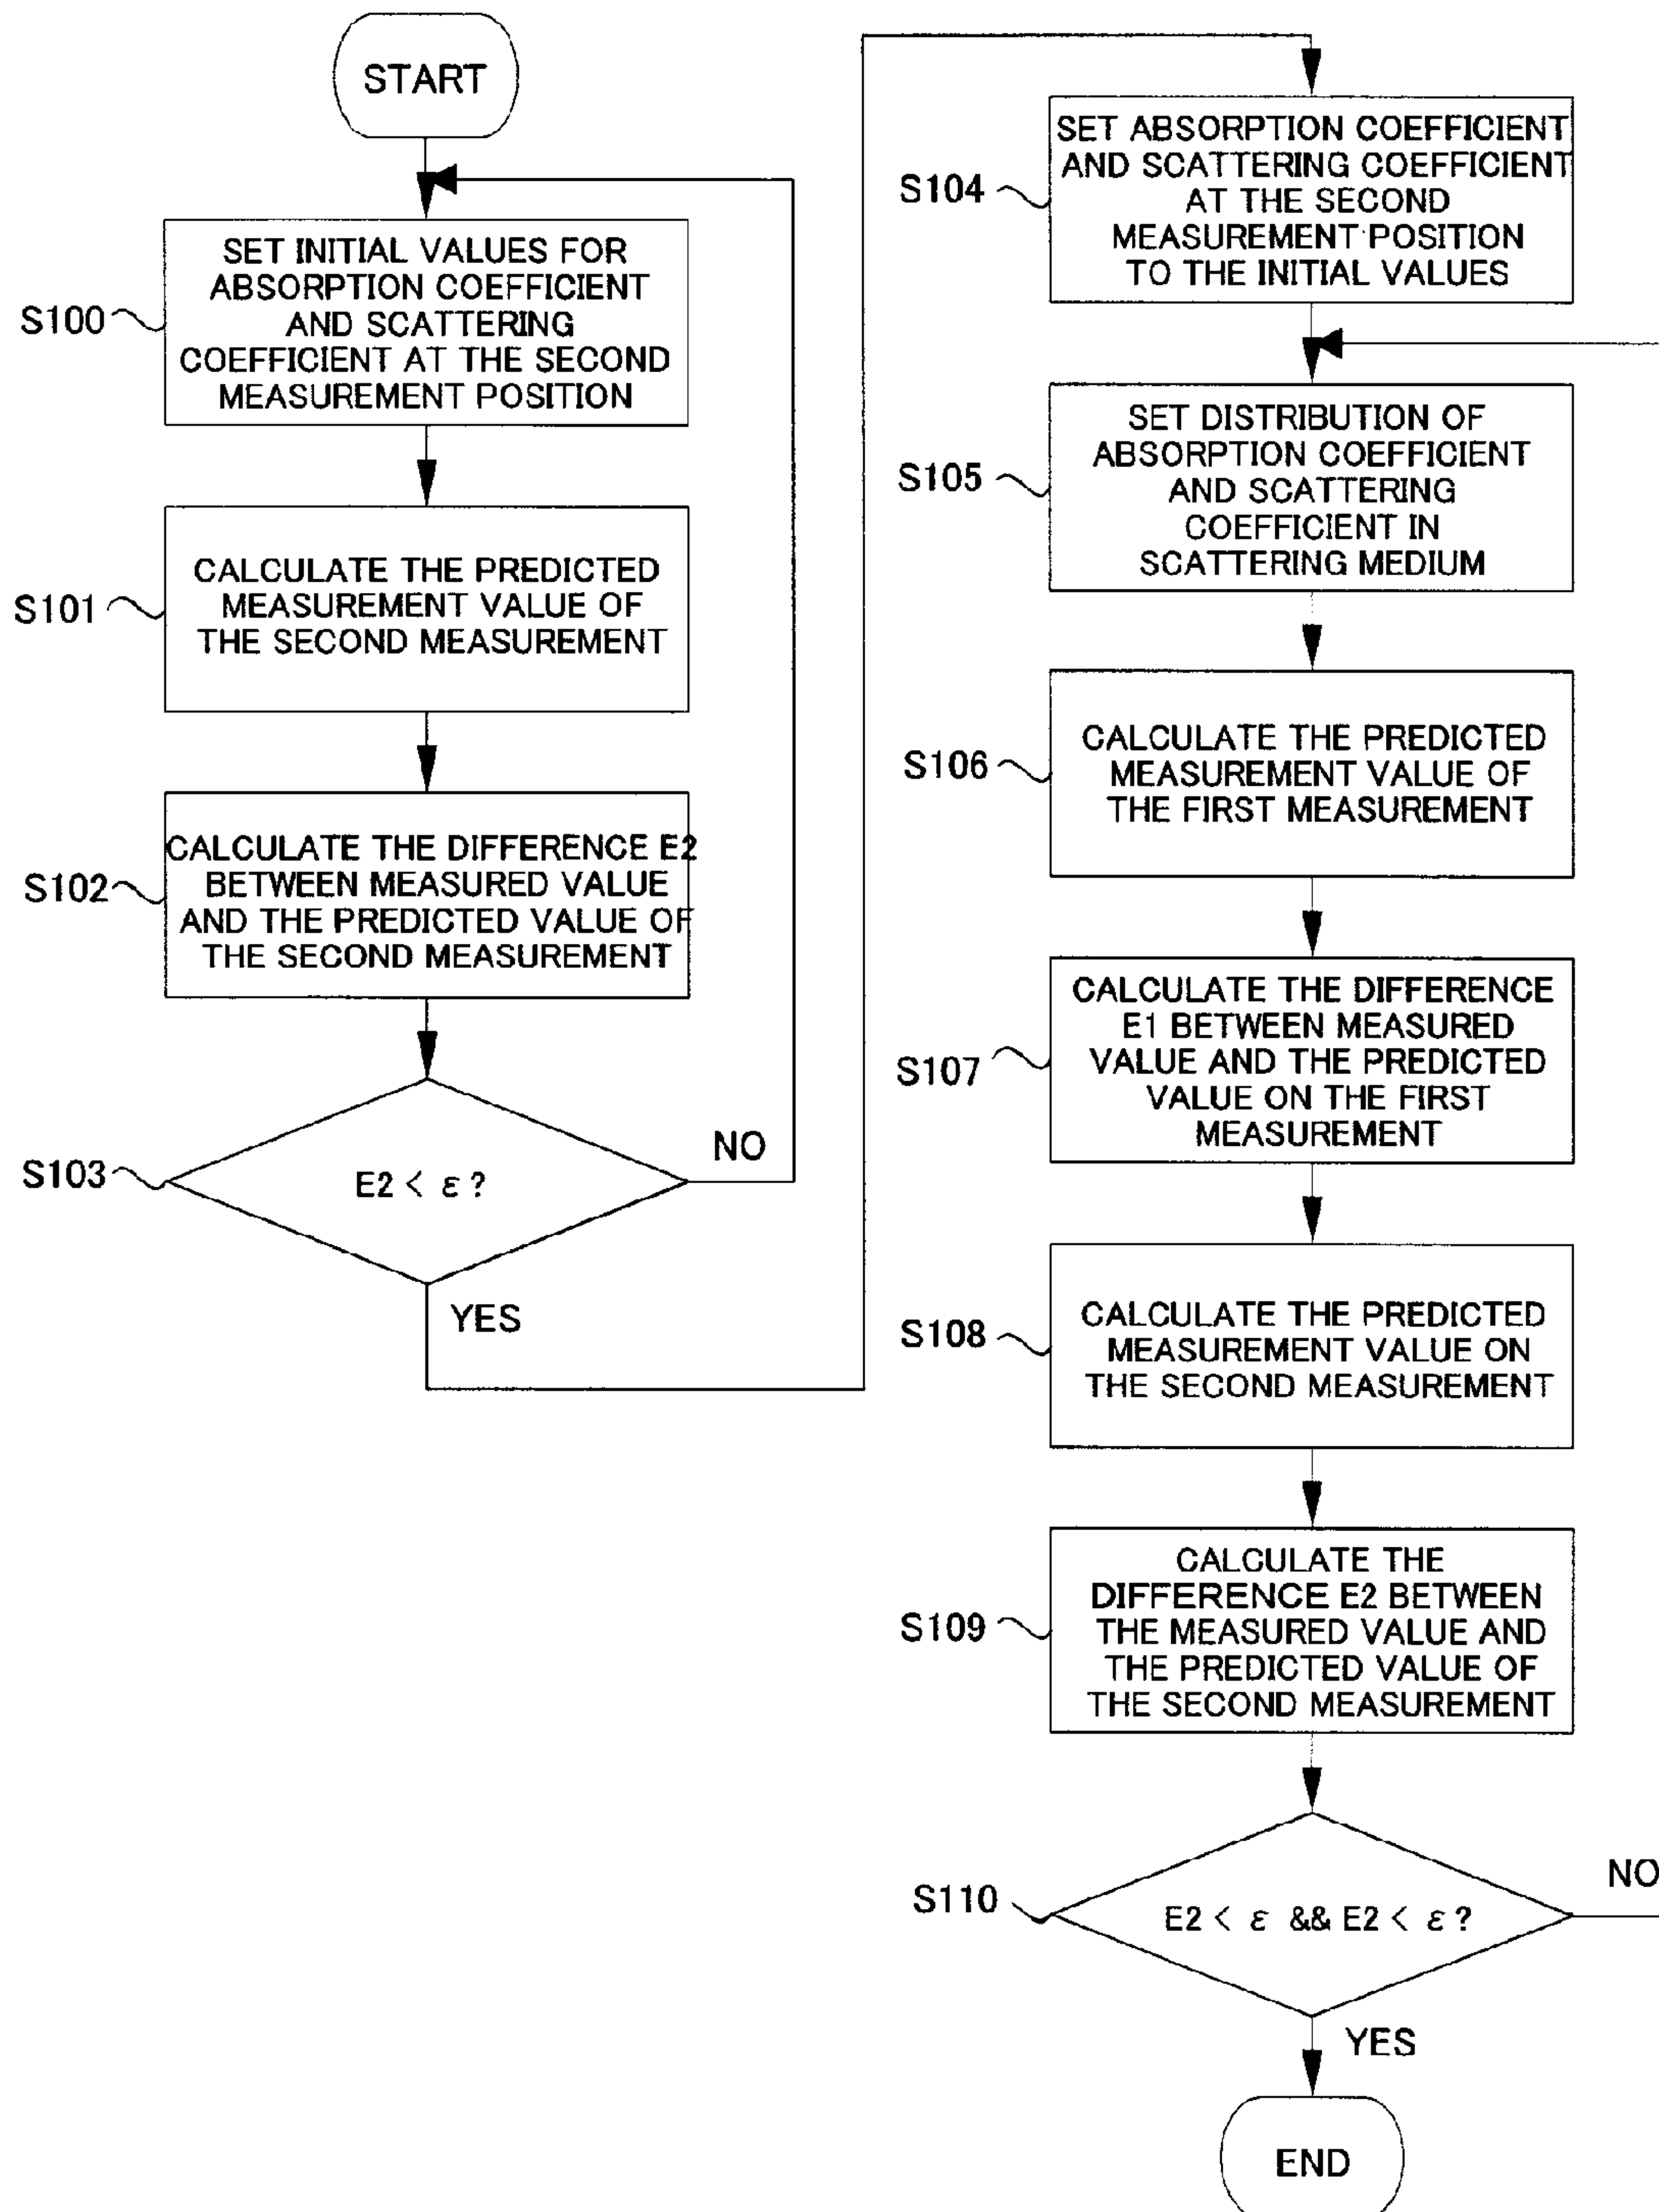 START
S100
SET INITIAL VALUES FOR
ABSORPTION COEFFICIENT
AND SCATTERING
COEFFICIENT AT THE SECOND
MEASUREMENT POSITION
S101
CALCULATE THE PREDICTED
MEASUREMENT VALUE OF
THE SECOND MEASUREMENT
S102
CALCULATE THE DIFFERENCE E2
BETWEEN MEASURED VALUE
AND THE PREDICTED VALUE OF
THE SECOND MEASUREMENT
S103
E2 < ε ?
NO
YES
S104
SET ABSORPTION COEFFICIENT
AND SCATTERING COEFFICIENT
AT THE SECOND
MEASUREMENT POSITION
TO THE INITIAL VALUES
S105
SET DISTRIBUTION OF
ABSORPTION COEFFICIENT
AND SCATTERING
COEFFICIENT IN
SCATTERING MEDIUM
S106
CALCULATE THE PREDICTED
MEASUREMENT VALUE OF
THE FIRST MEASUREMENT
S107
CALCULATE THE DIFFERENCE
E1 BETWEEN MEASURED
VALUE AND THE PREDICTED
VALUE ON THE FIRST
MEASUREMENT
S108
CALCULATE THE PREDICTED
MEASUREMENT VALUE ON
THE SECOND MEASUREMENT
S109
CALCULATE THE
DIFFERENCE E2 BETWEEN
THE MEASURED VALUE AND
THE PREDICTED VALUE OF
THE SECOND MEASUREMENT
S110
E2 < ε && E2 < ε ?
NO
YES
END